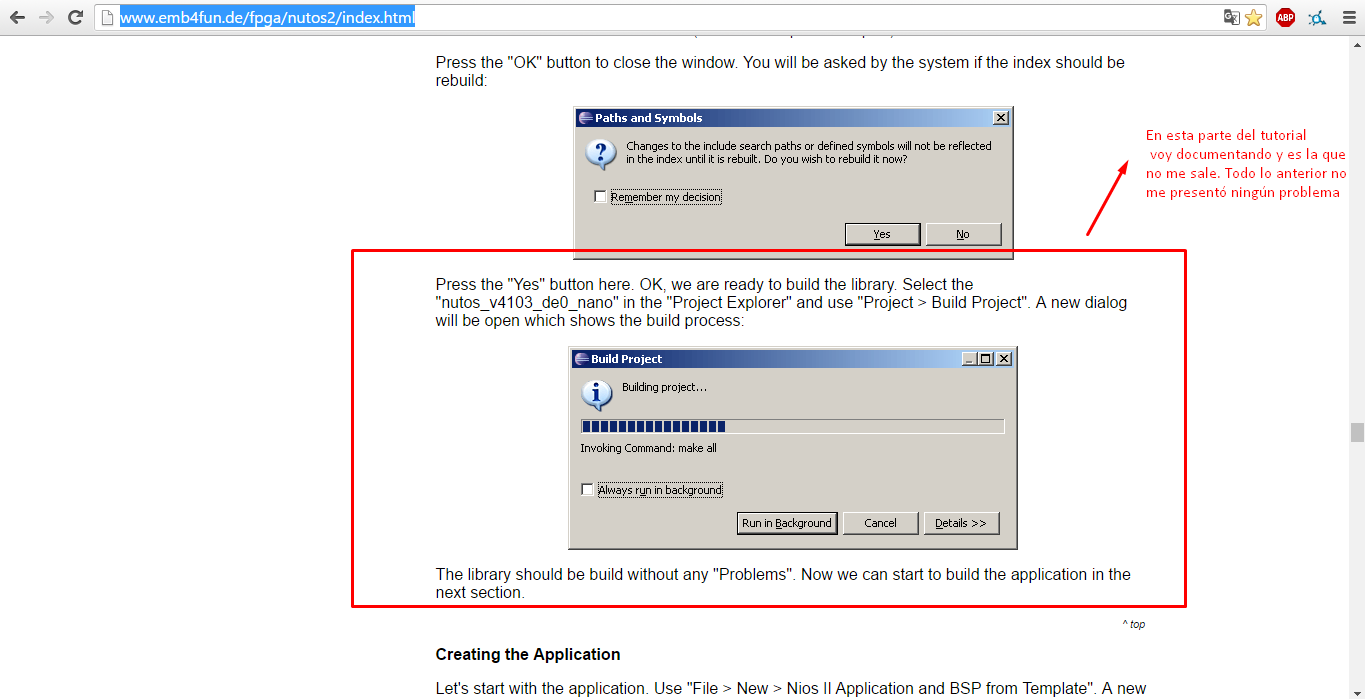 www.emb4fun.de/fpga/nutos2/index.html
ABP
Press the "OK" button to close the window. You will be asked by the system if the index should be
rebuild:
Paths and Symbols
Changes to the include search paths or defined symbols will not be reflected
in the index until it is rebuilt. Do you wish to rebuild it now?
Remember my decision
Yes
No
En esta parte del tutorial
voy documentando y es la que
no me sale. Todo lo anterior no
me presentó ningún problema
Press the "Yes" button here. OK, we are ready to build the library. Select the
"nutos_v4103_de0_nano" in the "Project Explorer" and use "Project > Build Project". A new dialog
will be open which shows the build process:
Build Project
Building project...
Invoking Command: make all
Always run in background
Run in Background
Cancel
Details >>
The library should be build without any "Problems". Now we can start to build the application in the
next section.
^ top
Creating the Application
Let's start with the application. Use "File > New > Nios II Application and BSP from Template". A new